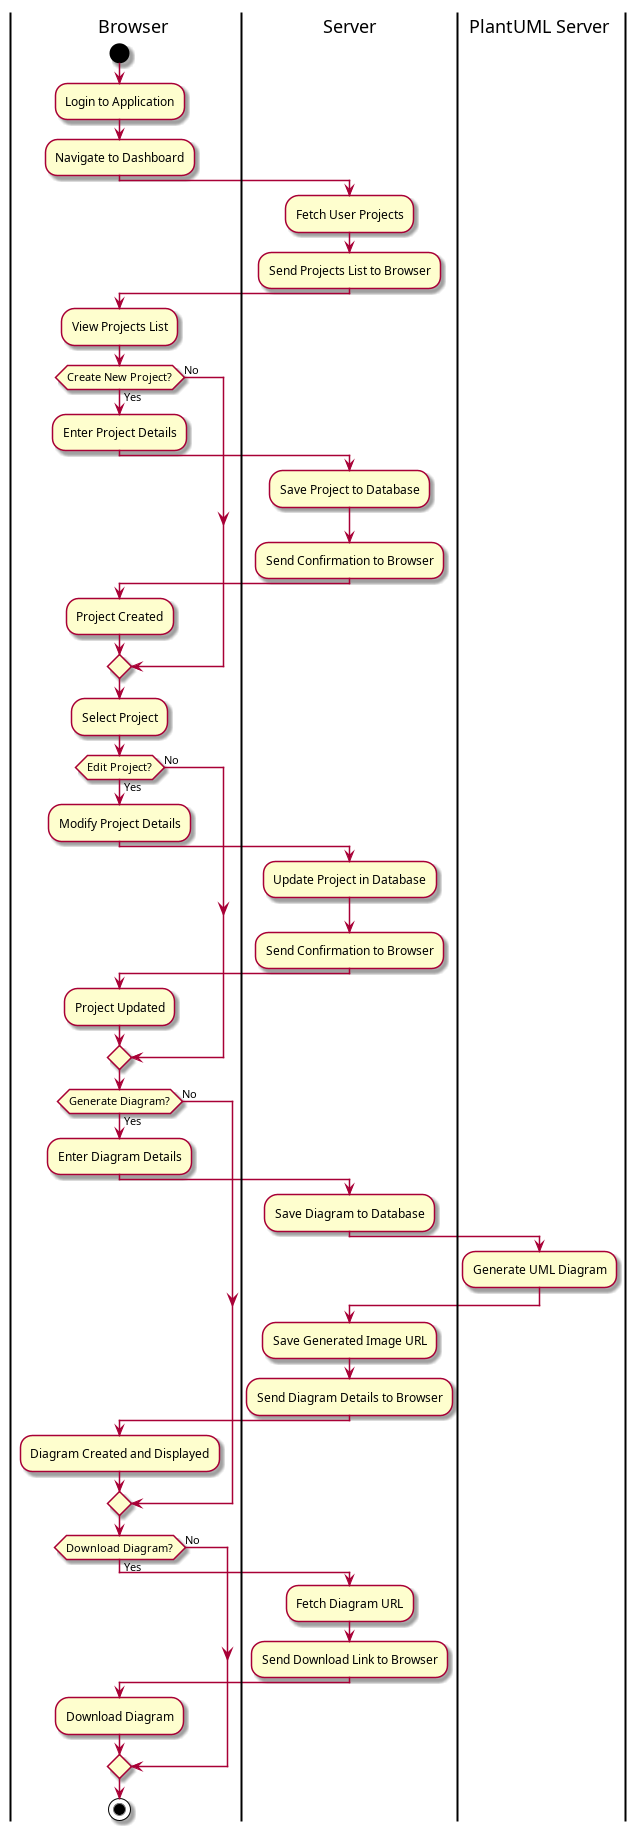 Browser
Server
PlantUML Server
Login to Application
Navigate to Dashboard
Fetch User Projects
Send Projects List to Browser
View Projects List
Create New Project?
No
Yes
Enter Project Details
Save Project to Database
Send Confirmation to Browser
Project Created
Select Project
Edit Project?
No
Yes
Modify Project Details
Update Project in Database
Send Confirmation to Browser
Project Updated
Generate Diagram?
No
Yes
Enter Diagram Details
Save Diagram to Database
Generate UML Diagram
Save Generated Image URL
Send Diagram Details to Browser
Diagram Created and Displayed
Download Diagram?
No
Yes
Fetch Diagram URL
Send Download Link to Browser
Download Diagram